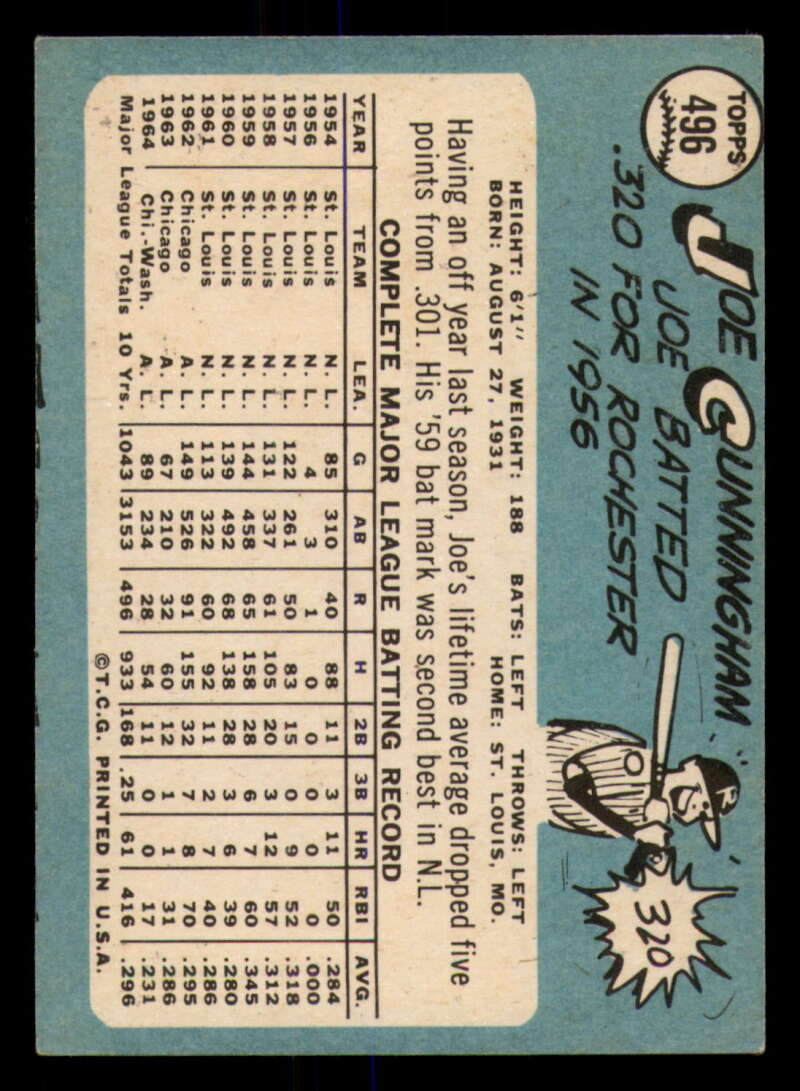 TOPPS
496
JOE CUNNINGHAM
JOE BATTED
.320 FOR ROCHESTER
IN 1956
320
HEIGHT: 6'1" WEIGHT: 188 BATS: LEFT THROWS: LEFT
BORN: AUGUST 27, 1931 HOME: ST. LOUIS, MO.
Having an off year last season, Joe's lifetime average dropped five
points from .301. His '59 bat mark was second best in N.L.
COMPLETE MAJOR LEAGUE BATTING RECORD
YEAR TEAM LEA. G AB R H 2B 3B HR RBI AVG.
1954 St. Louis N. L. 85 310 40 88 11 3 11 50 .284
1956 St. Louis N. L. 4 3 1 0 0 0 0 0 .000
1957 St. Louis N. L. 122 261 50 83 15 0 9 52 .318
1958 St. Louis N. L. 131 337 61 105 20 3 12 57 .312
1959 St. Louis N. L. 144 458 65 158 28 6 7 60 .345
1960 St. Louis N. L. 139 492 68 138 28 3 6 39 .280
1961 St. Louis N. L. 113 322 60 92 11 2 7 40 .286
1962 Chicago A. L. 149 526 91 155 32 7 8 70 .295
1963 Chicago A. L. 67 210 32 60 12 1 1 31 .286
1964 Chi.-Wash. A. L. 89 234 28 54 11 0 0 17 .231
Major League Totals 10 Yrs. 1043 3153 496 933 168 .25 61 416 .296
©T.C.G. PRINTED IN U.S.A.